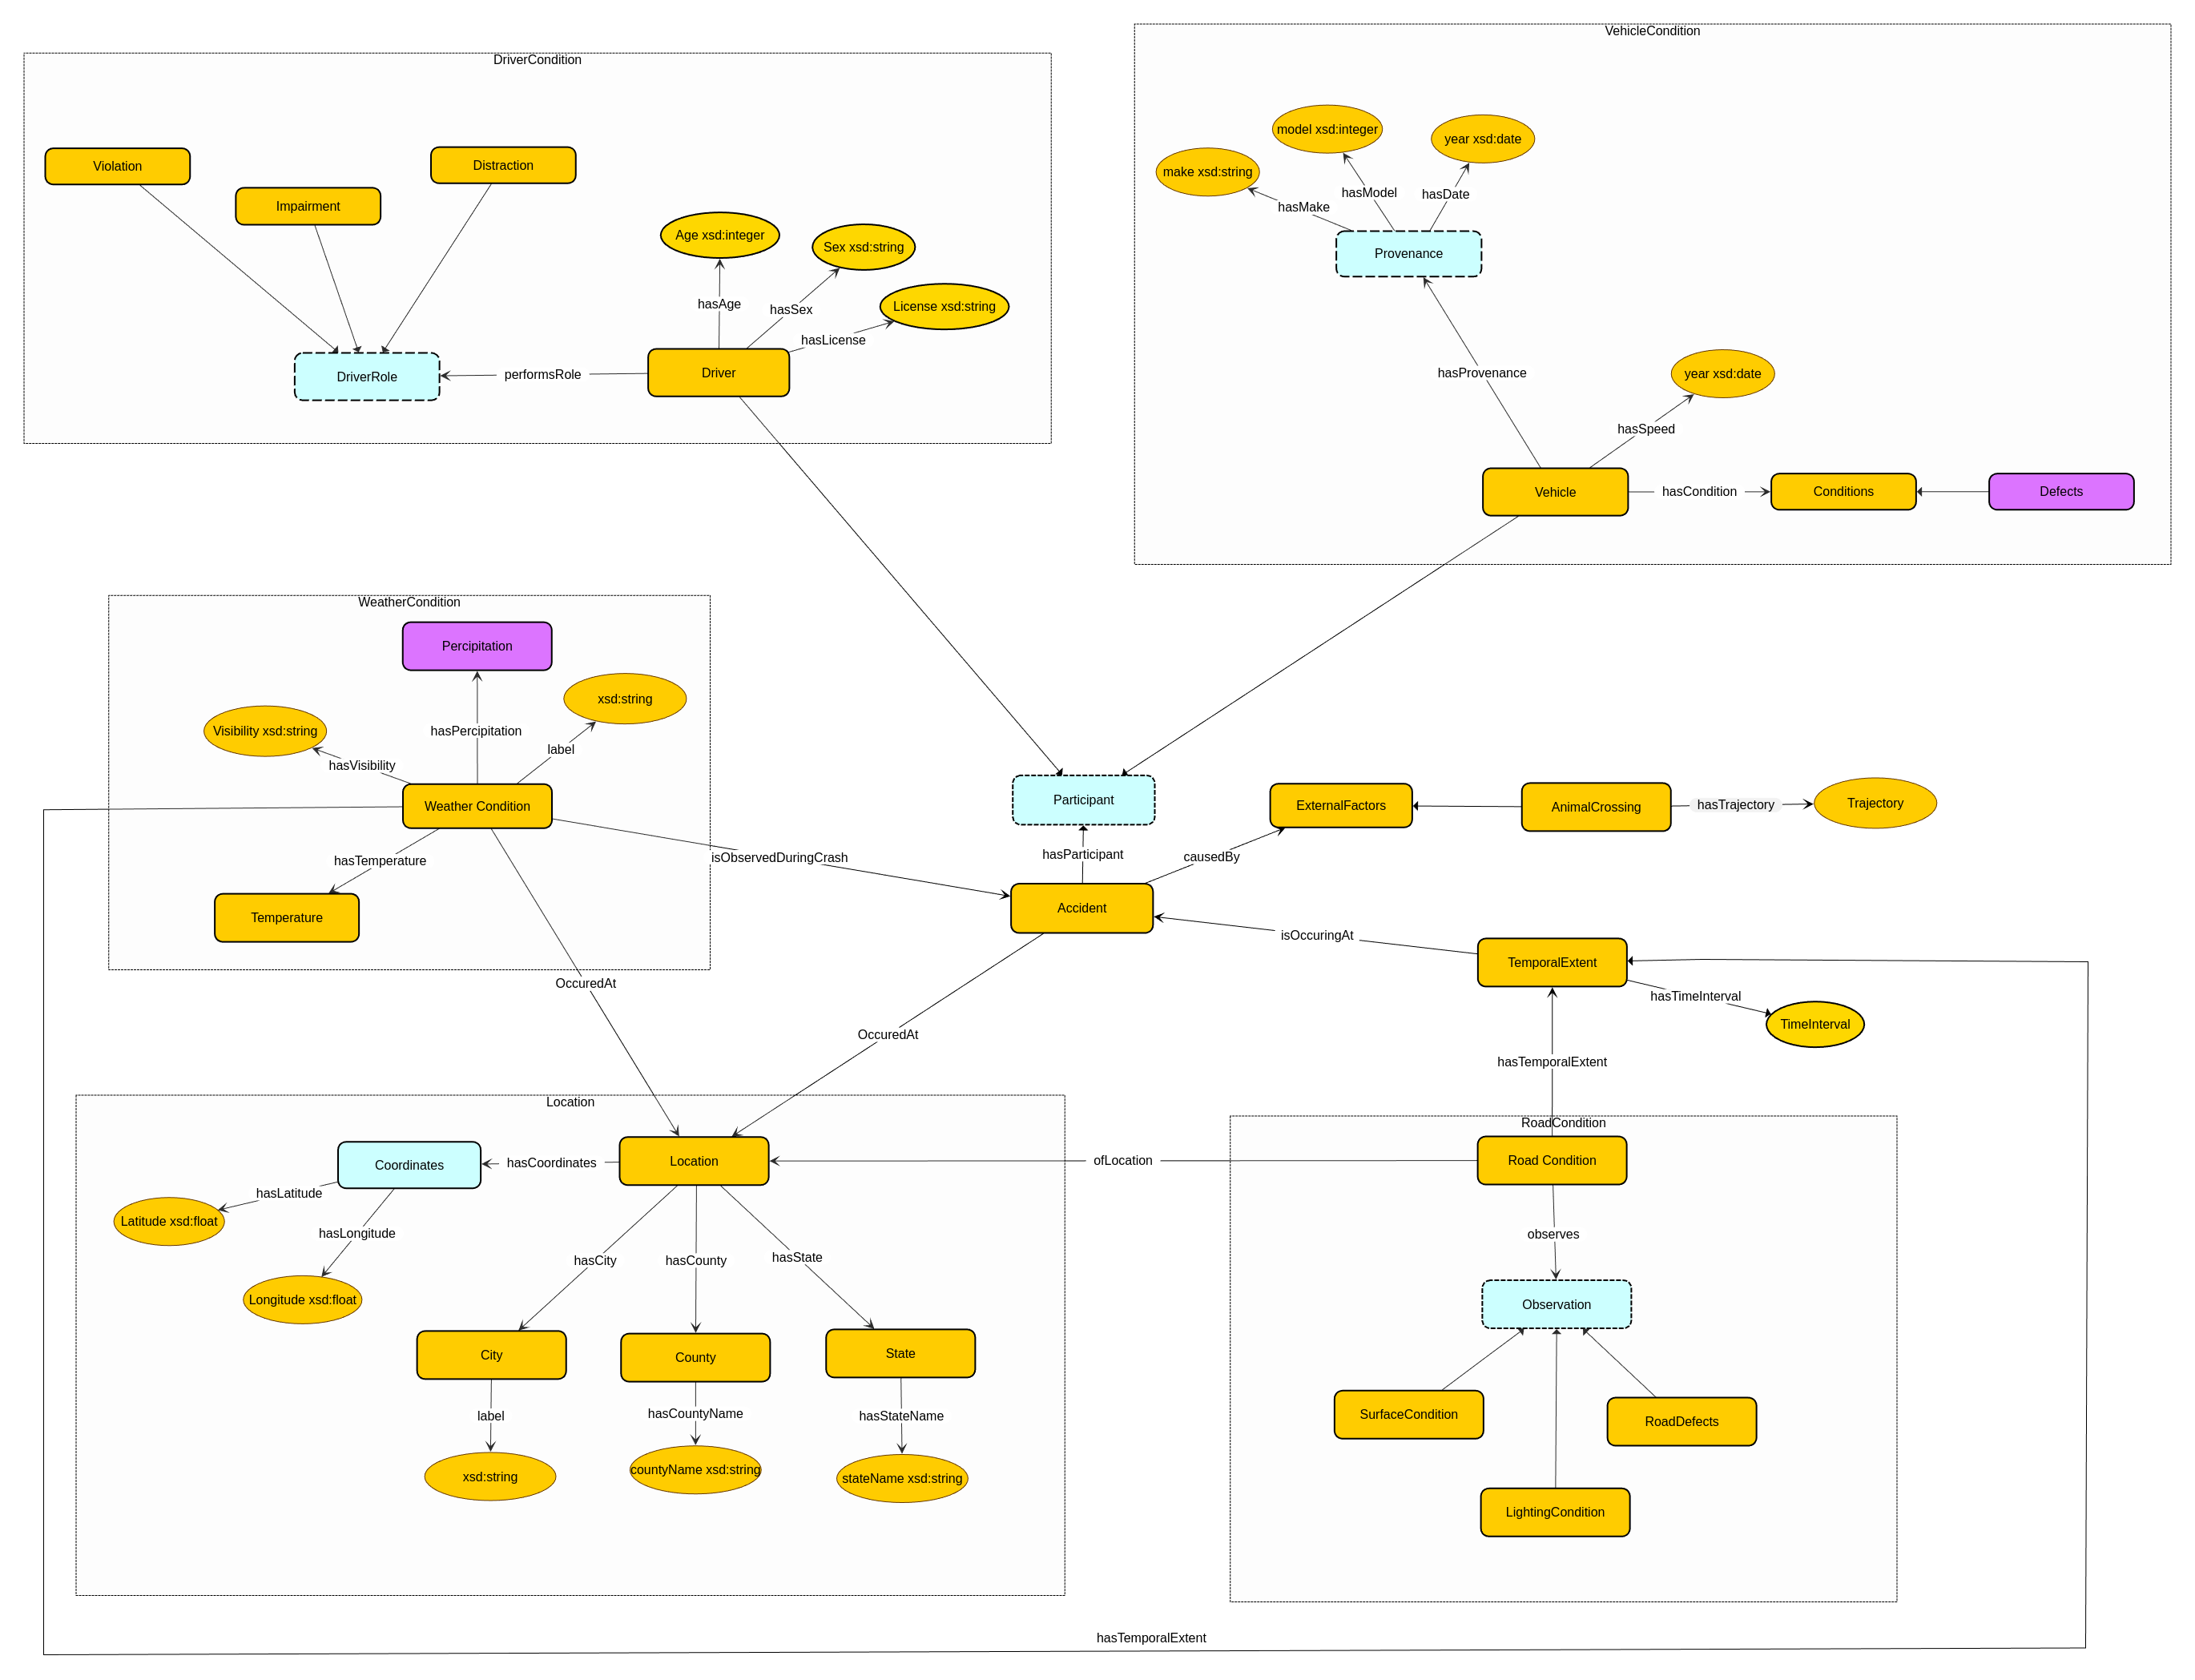 VehicleCondition
DriverCondition
model xsd:integer
year xsd:date
make xsd:string
Violation
Distraction
Impairment
hasModel
hasDate
hasMake
Age xsd:integer
Sex xsd:string
Provenance
License xsd:string
hasAge
hasSex
hasLicense
DriverRole
performsRole
Driver
hasProvenance
year xsd:date
hasSpeed
Vehicle
hasCondition
Conditions
Defects
WeatherCondition
Percipitation
xsd:string
Visibility xsd:string
hasPercipitation
label
hasVisibility
Weather Condition
Participant
ExternalFactors
AnimalCrossing
hasTrajectory
Trajectory
hasTemperature
isObservedDuringCrash
hasParticipant
causedBy
Temperature
Accident
isOccuringAt
TemporalExtent
OccuredAt
hasTimeInterval
TimeInterval
OccuredAt
hasTemporalExtent
Location
RoadCondition
Coordinates
hasCoordinates
Location
ofLocation
Road Condition
hasLatitude
Latitude xsd:float
hasLongitude
observes
hasCity
hasCounty
hasState
Longitude xsd:float
Observation
City
County
State
label
hasCountyName
hasStateName
SurfaceCondition
RoadDefects
xsd:string
countyName xsd:string
stateName xsd:string
LightingCondition
hasTemporalExtent